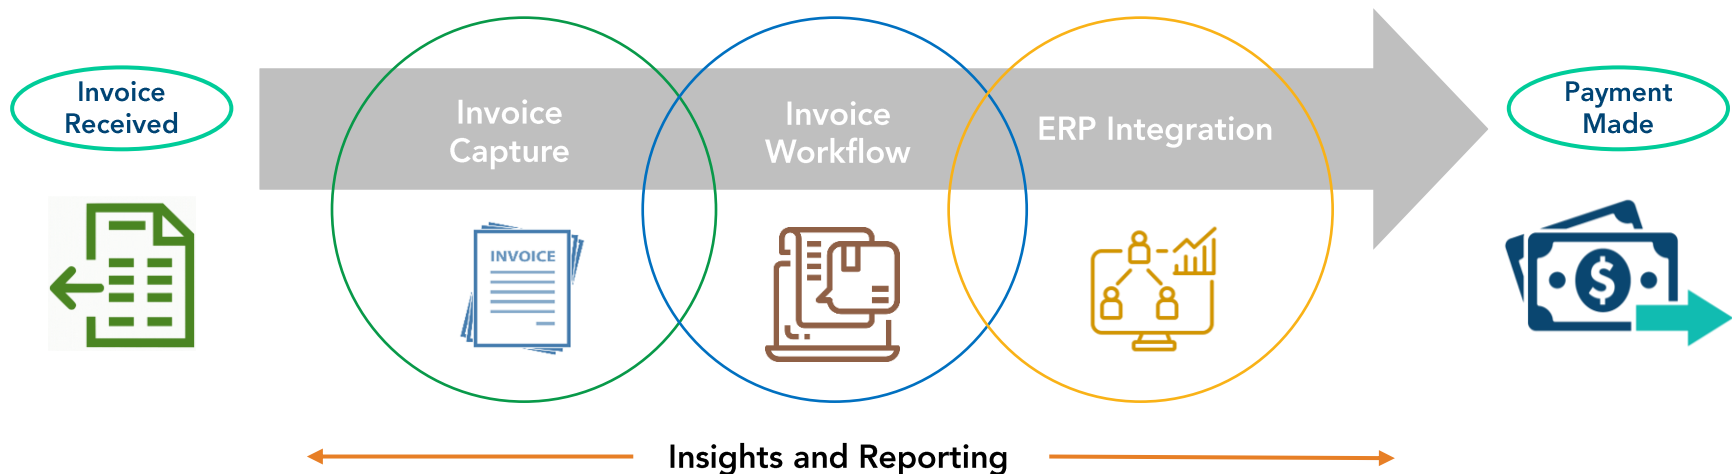 Invoice
Received
Invoice
Capture
Invoice
Workflow
ERP Integration
Payment
Made
INVOICE
$
Insights and Reporting